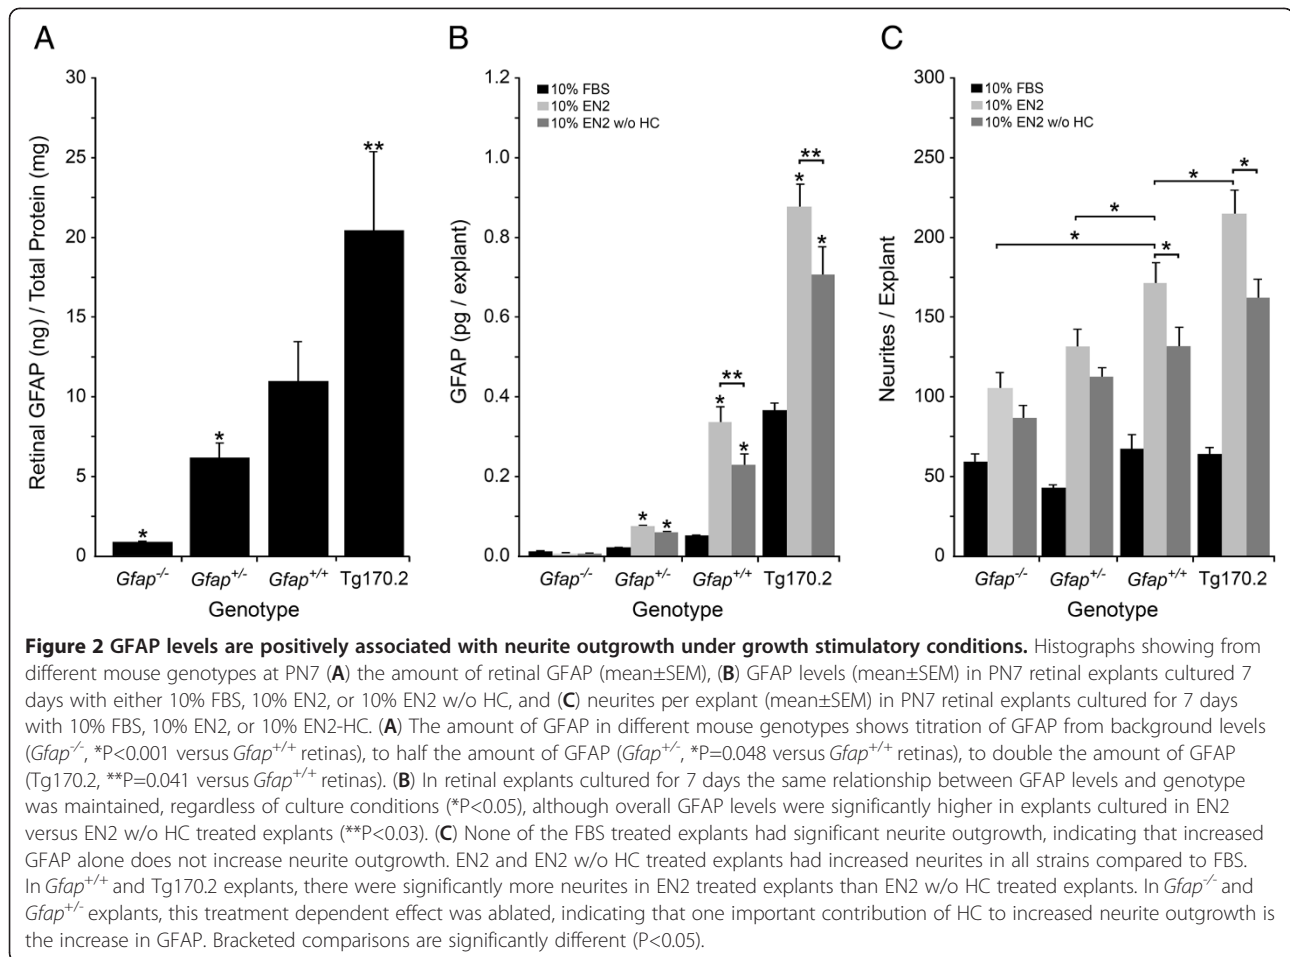 A
B
C
30
25
20
15
10
5
0
Retinal GFAP (ng) / Total Protein (mg)
*
*
**
Gfap-/-
Gfap+/-
Gfap+/+
Tg170.2
Genotype
1.2
1.0
0.8
0.6
0.4
0.2
0.0
GFAP (pg / explant)
10% FBS
10% EN2
10% EN2 w/o HC
*
*
*
**
*
*
**
*
Gfap-/-
Gfap+/-
Gfap+/+
Tg170.2
Genotype
300
250
200
150
100
50
0
Neurites / Explant
10% FBS
10% EN2
10% EN2 w/o HC
*
*
*
*
*
Gfap-/-
Gfap+/-
Gfap+/+
Tg170.2
Genotype
Figure 2 GFAP levels are positively associated with neurite outgrowth under growth stimulatory conditions. Histographs showing from
different mouse genotypes at PN7 (A) the amount of retinal GFAP (mean±SEM), (B) GFAP levels (mean±SEM) in PN7 retinal explants cultured 7
days with either 10% FBS, 10% EN2, or 10% EN2 w/o HC, and (C) neurites per explant (mean±SEM) in PN7 retinal explants cultured for 7 days
with 10% FBS, 10% EN2, or 10% EN2-HC. (A) The amount of GFAP in different mouse genotypes shows titration of GFAP from background levels
(Gfap-/-, *P<0.001 versus Gfap+/+ retinas), to half the amount of GFAP (Gfap+/-, *P=0.048 versus Gfap+/+ retinas), to double the amount of GFAP
(Tg170.2, **P=0.041 versus Gfap+/+ retinas). (B) In retinal explants cultured for 7 days the same relationship between GFAP levels and genotype
was maintained, regardless of culture conditions (*P<0.05), although overall GFAP levels were significantly higher in explants cultured in EN2
versus EN2 w/o HC treated explants (**P<0.03). (C) None of the FBS treated explants had significant neurite outgrowth, indicating that increased
GFAP alone does not increase neurite outgrowth. EN2 and EN2 w/o HC treated explants had increased neurites in all strains compared to FBS.
In Gfap+/+ and Tg170.2 explants, there were significantly more neurites in EN2 treated explants than EN2 w/o HC treated explants. In Gfap-/- and
Gfap+/- explants, this treatment dependent effect was ablated, indicating that one important contribution of HC to increased neurite outgrowth is
the increase in GFAP. Bracketed comparisons are significantly different (P<0.05).